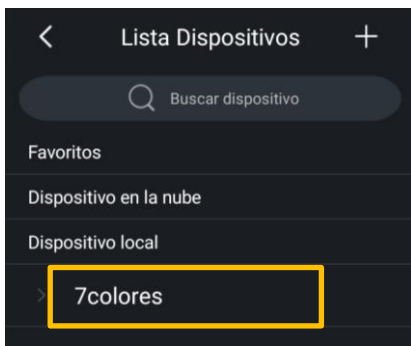 Lista Dispositivos
Buscar dispositivo
Favoritos
Dispositivo en la nube
Dispositivo local
7colores